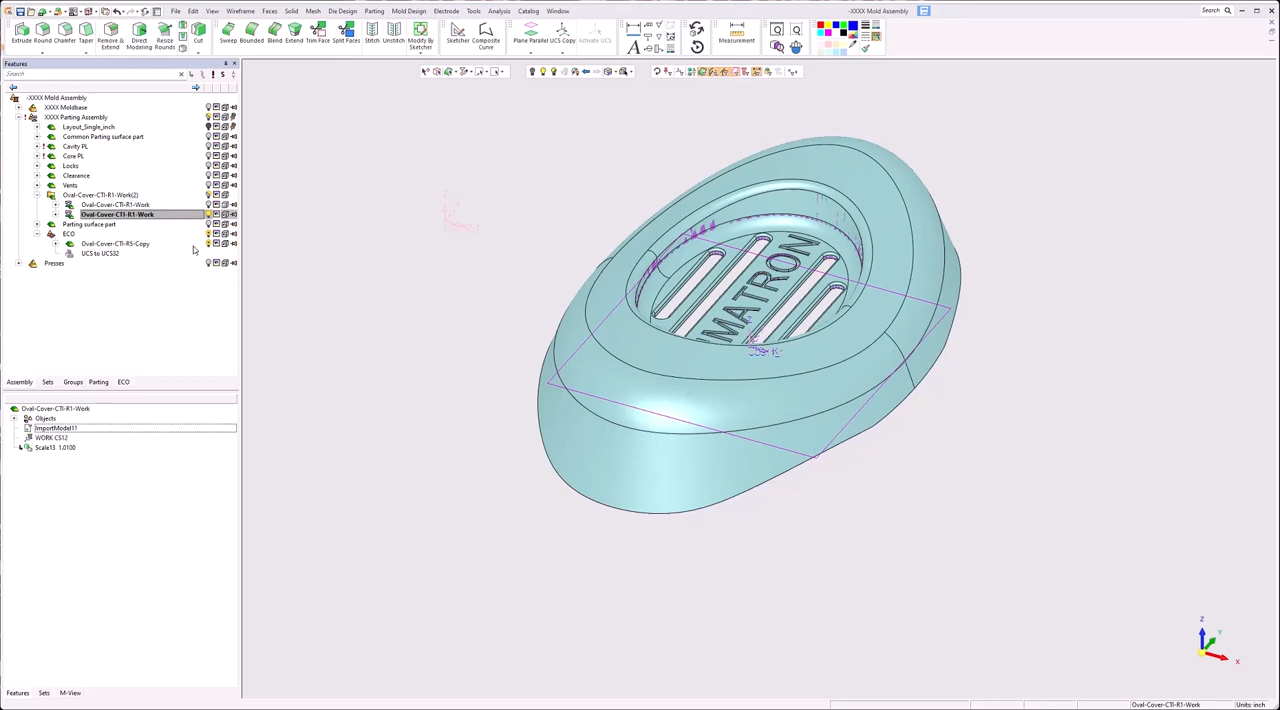 File Edit View Wireframe Faces Solid Mesh Die Design Parting Mold Design Electrode Tools Analysis Catalog Window
-XXXX Mold Assembly
Search
Extrude Round Chamfer Taper Remove & Extend Direct Modeling Resize Rounds Cut Sweep Bounded Blend Extend Trim Face Split Faces Stitch Unstitch Modify By Sketcher Sketcher Composite Curve Plane Parallel UCS Copy Activate UCS Measurement
Features
Search
-XXXX Mold Assembly
XXXX Moldbase
XXXX Parting Assembly
Layout_Single_inch
Common Parting surface part
Cavity PL
Core PL
Locks
Clearance
Vents
Oval-Cover-CTI-R1-Work(2)
Oval-Cover-CTI-R1-Work
Oval-Cover-CTI-R1-Work
Parting surface part
ECO
Oval-Cover-CTI-R5-Copy
UCS to UCS32
Presses
Assembly Sets Groups Parting ECO
Oval-Cover-CTI-R1-Work
Objects
ImportModel11
WORK CS12
Scale13 1.0100
IMATRON
Z
Y
X
Features Sets M-View
Oval-Cover-CTI-R1-Work
Units: inch